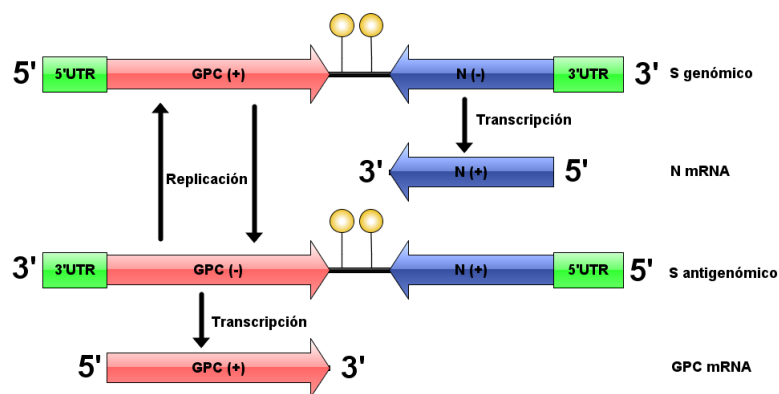 5' 5'UTR GPC (+) N (-) 3'UTR 3' S genómico
Transcripción
3' N (+) 5' N mRNA
Replicación
3' 3'UTR GPC (-) N (+) 5'UTR 5' S antigenómico
Transcripción
5' GPC (+) 3' GPC mRNA